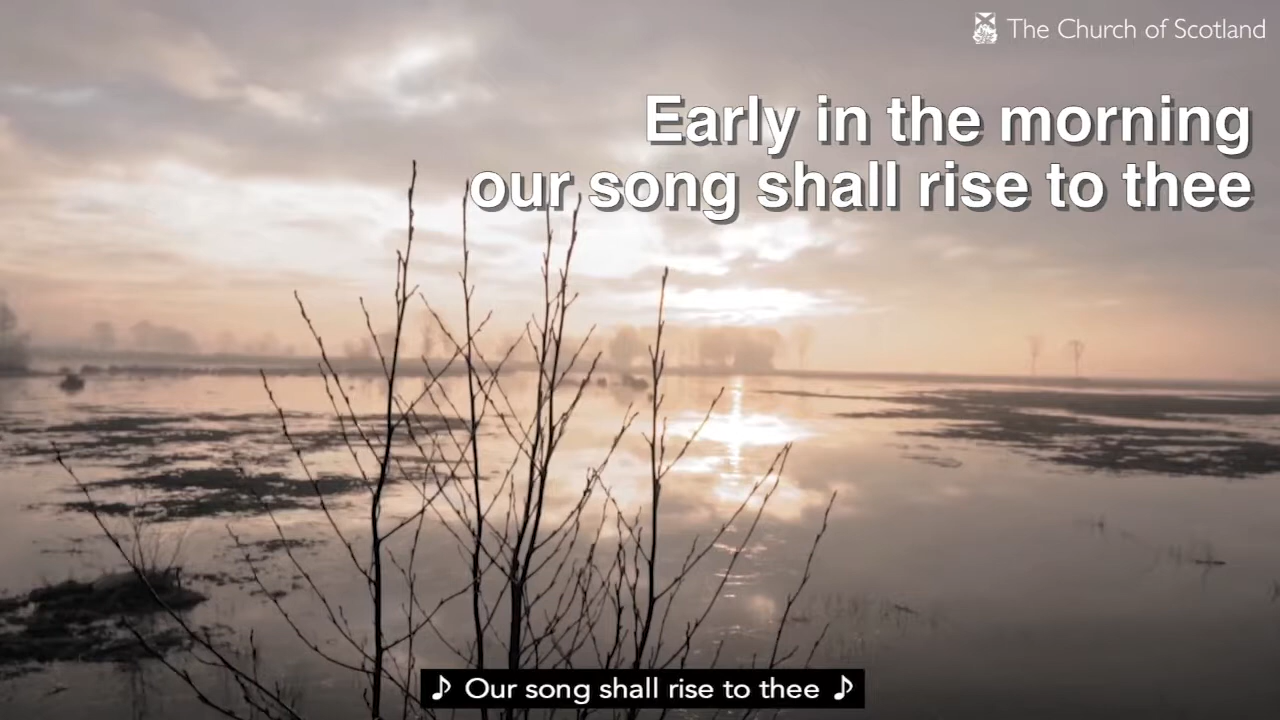 The Church of Scotland
Early in the morning
our song shall rise to thee
♪ Our song shall rise to thee ♪